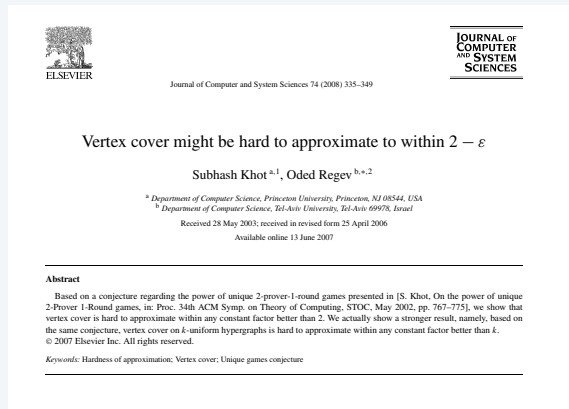 ELSEVIER
JOURNAL OF
COMPUTER
AND SYSTEM
SCIENCES
Journal of Computer and System Sciences 74 (2008) 335–349
Vertex cover might be hard to approximate to within 2 − ε
Subhash Khot a,1, Oded Regev b,∗,2
a Department of Computer Science, Princeton University, Princeton, NJ 08544, USA
b Department of Computer Science, Tel-Aviv University, Tel-Aviv 69978, Israel
Received 28 May 2003; received in revised form 25 April 2006
Available online 13 June 2007
Abstract
Based on a conjecture regarding the power of unique 2-prover-1-round games presented in [S. Khot, On the power of unique
2-Prover 1-Round games, in: Proc. 34th ACM Symp. on Theory of Computing, STOC, May 2002, pp. 767–775], we show that
vertex cover is hard to approximate within any constant factor better than 2. We actually show a stronger result, namely, based on
the same conjecture, vertex cover on k-uniform hypergraphs is hard to approximate within any constant factor better than k.
© 2007 Elsevier Inc. All rights reserved.
Keywords: Hardness of approximation; Vertex cover; Unique games conjecture